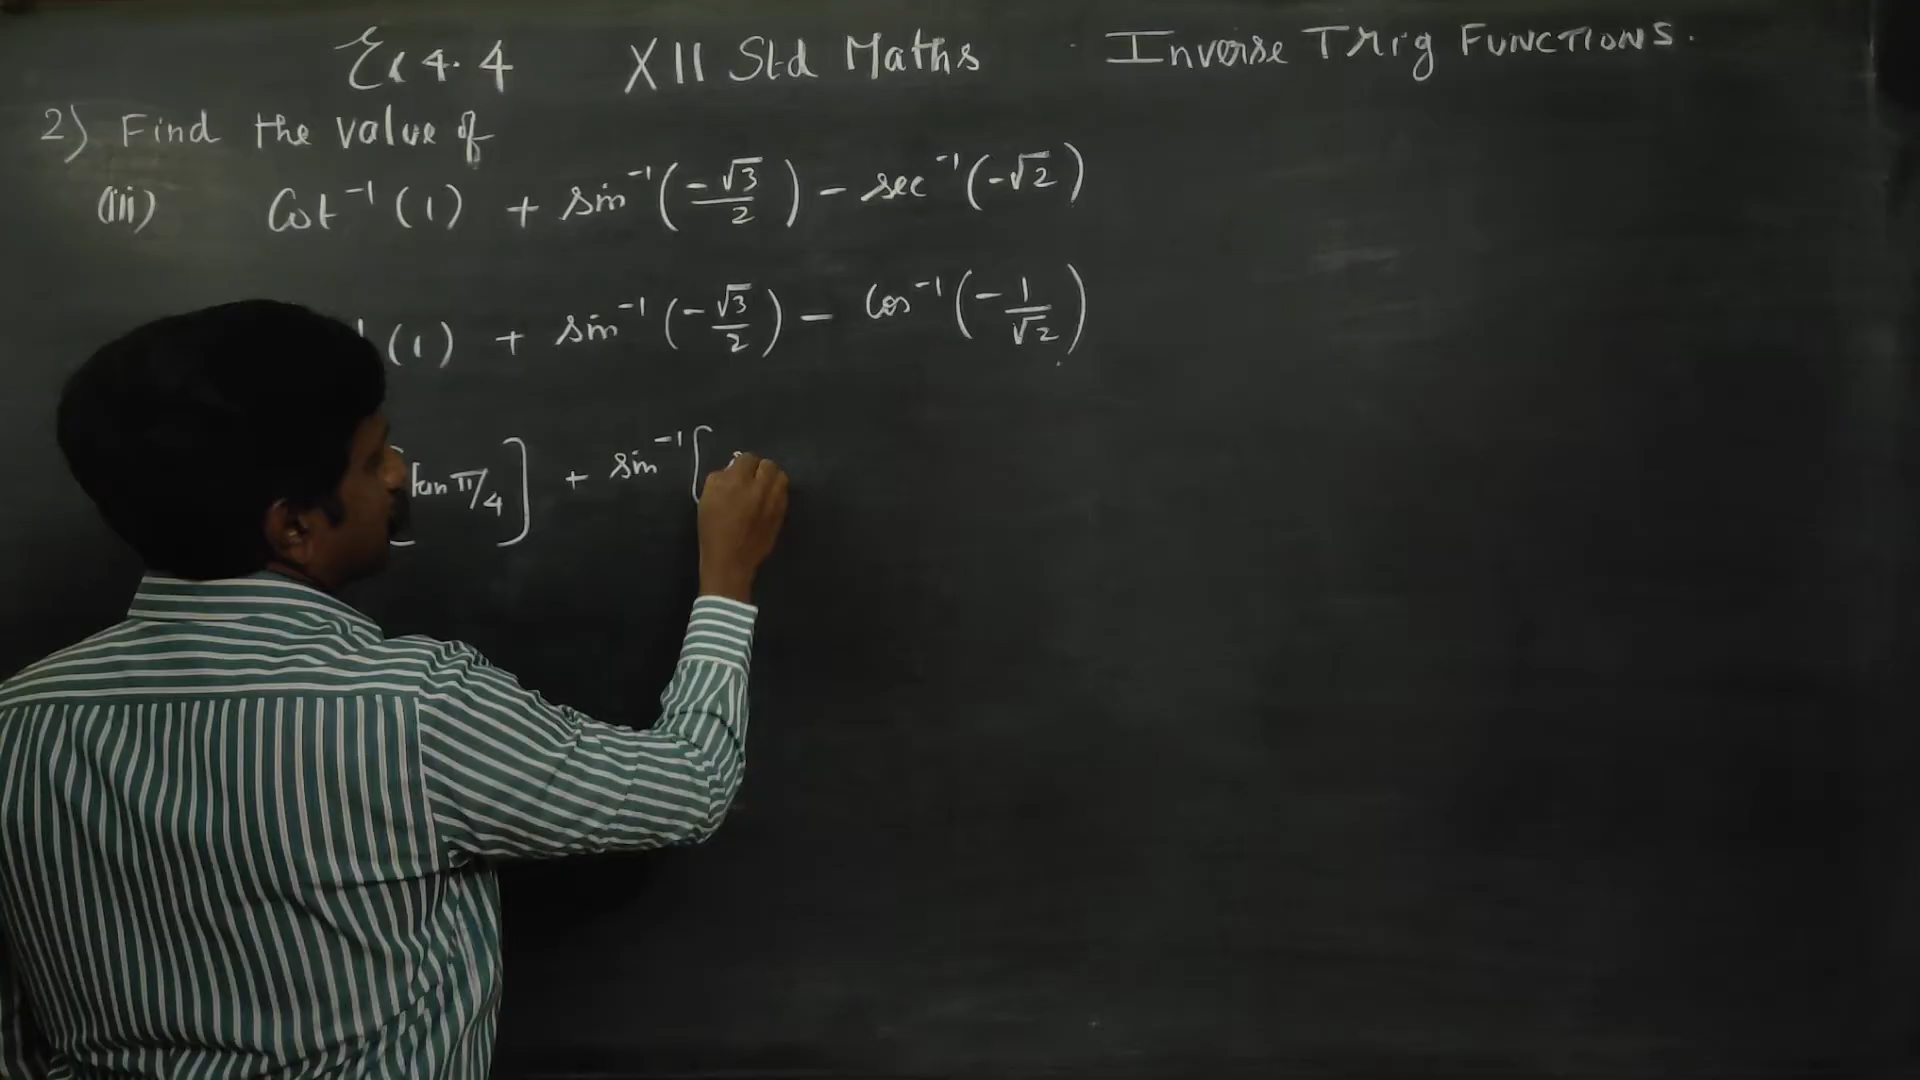 Ex 4.4 XII Std Maths Inverse Trig FUNCTIONS.
2) Find the value of
(iii) Cot⁻¹(1) + sin⁻¹(-√3/2) - sec⁻¹(-√2)
(1) + sin⁻¹(-√3/2) - Cos⁻¹(-1/√2)
[tan π/4] + sin⁻¹[